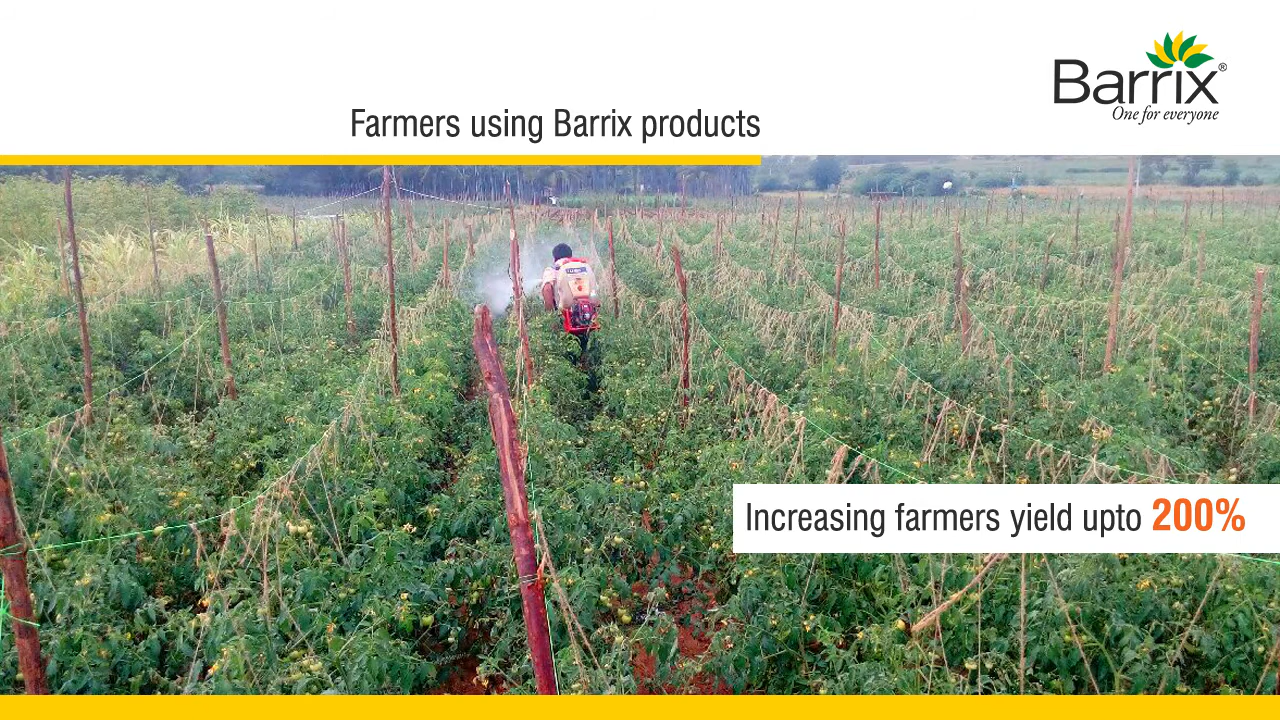 Barrix®
One for everyone
Farmers using Barrix products
Increasing farmers yield upto 200%